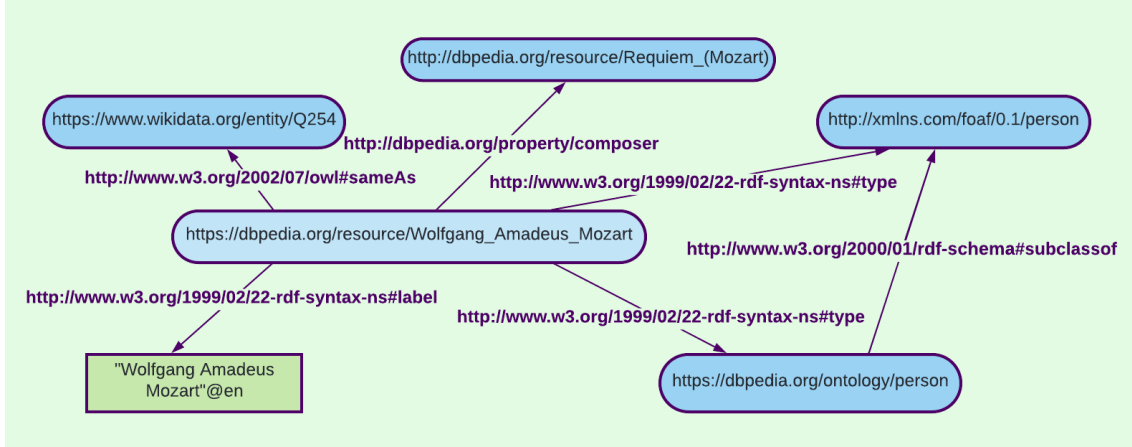 http://dbpedia.org/resource/Requiem_(Mozart)
https://www.wikidata.org/entity/Q254
http://xmlns.com/foaf/0.1/person
http://dbpedia.org/property/composer
http://www.w3.org/2002/07/owl#sameAs
http://www.w3.org/1999/02/22-rdf-syntax-ns#type
https://dbpedia.org/resource/Wolfgang_Amadeus_Mozart
http://www.w3.org/2000/01/rdf-schema#subclassof
http://www.w3.org/1999/02/22-rdf-syntax-ns#label
http://www.w3.org/1999/02/22-rdf-syntax-ns#type
"Wolfgang Amadeus
Mozart"@en
https://dbpedia.org/ontology/person